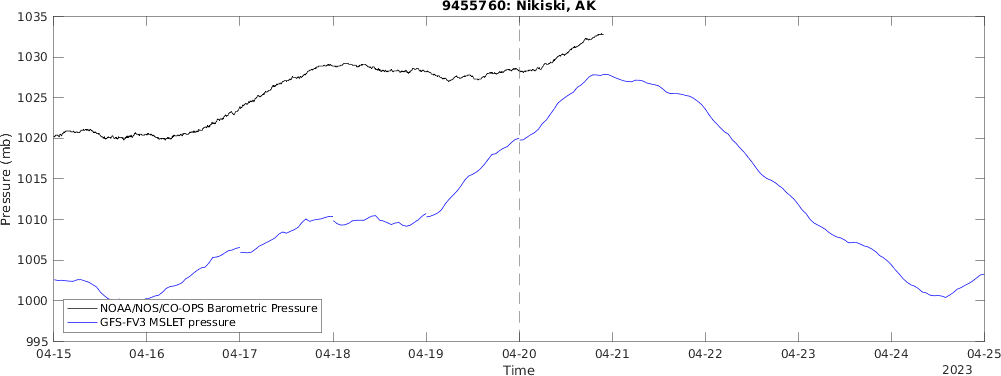 9455760: Nikiski, AK
Pressure (mb)
1035
1030
1025
1020
1015
1010
1005
1000
995
NOAA/NOS/CO-OPS Barometric Pressure
GFS-FV3 MSLET pressure
04-15 04-16 04-17 04-18 04-19 04-20 04-21 04-22 04-23 04-24 04-25
Time
2023